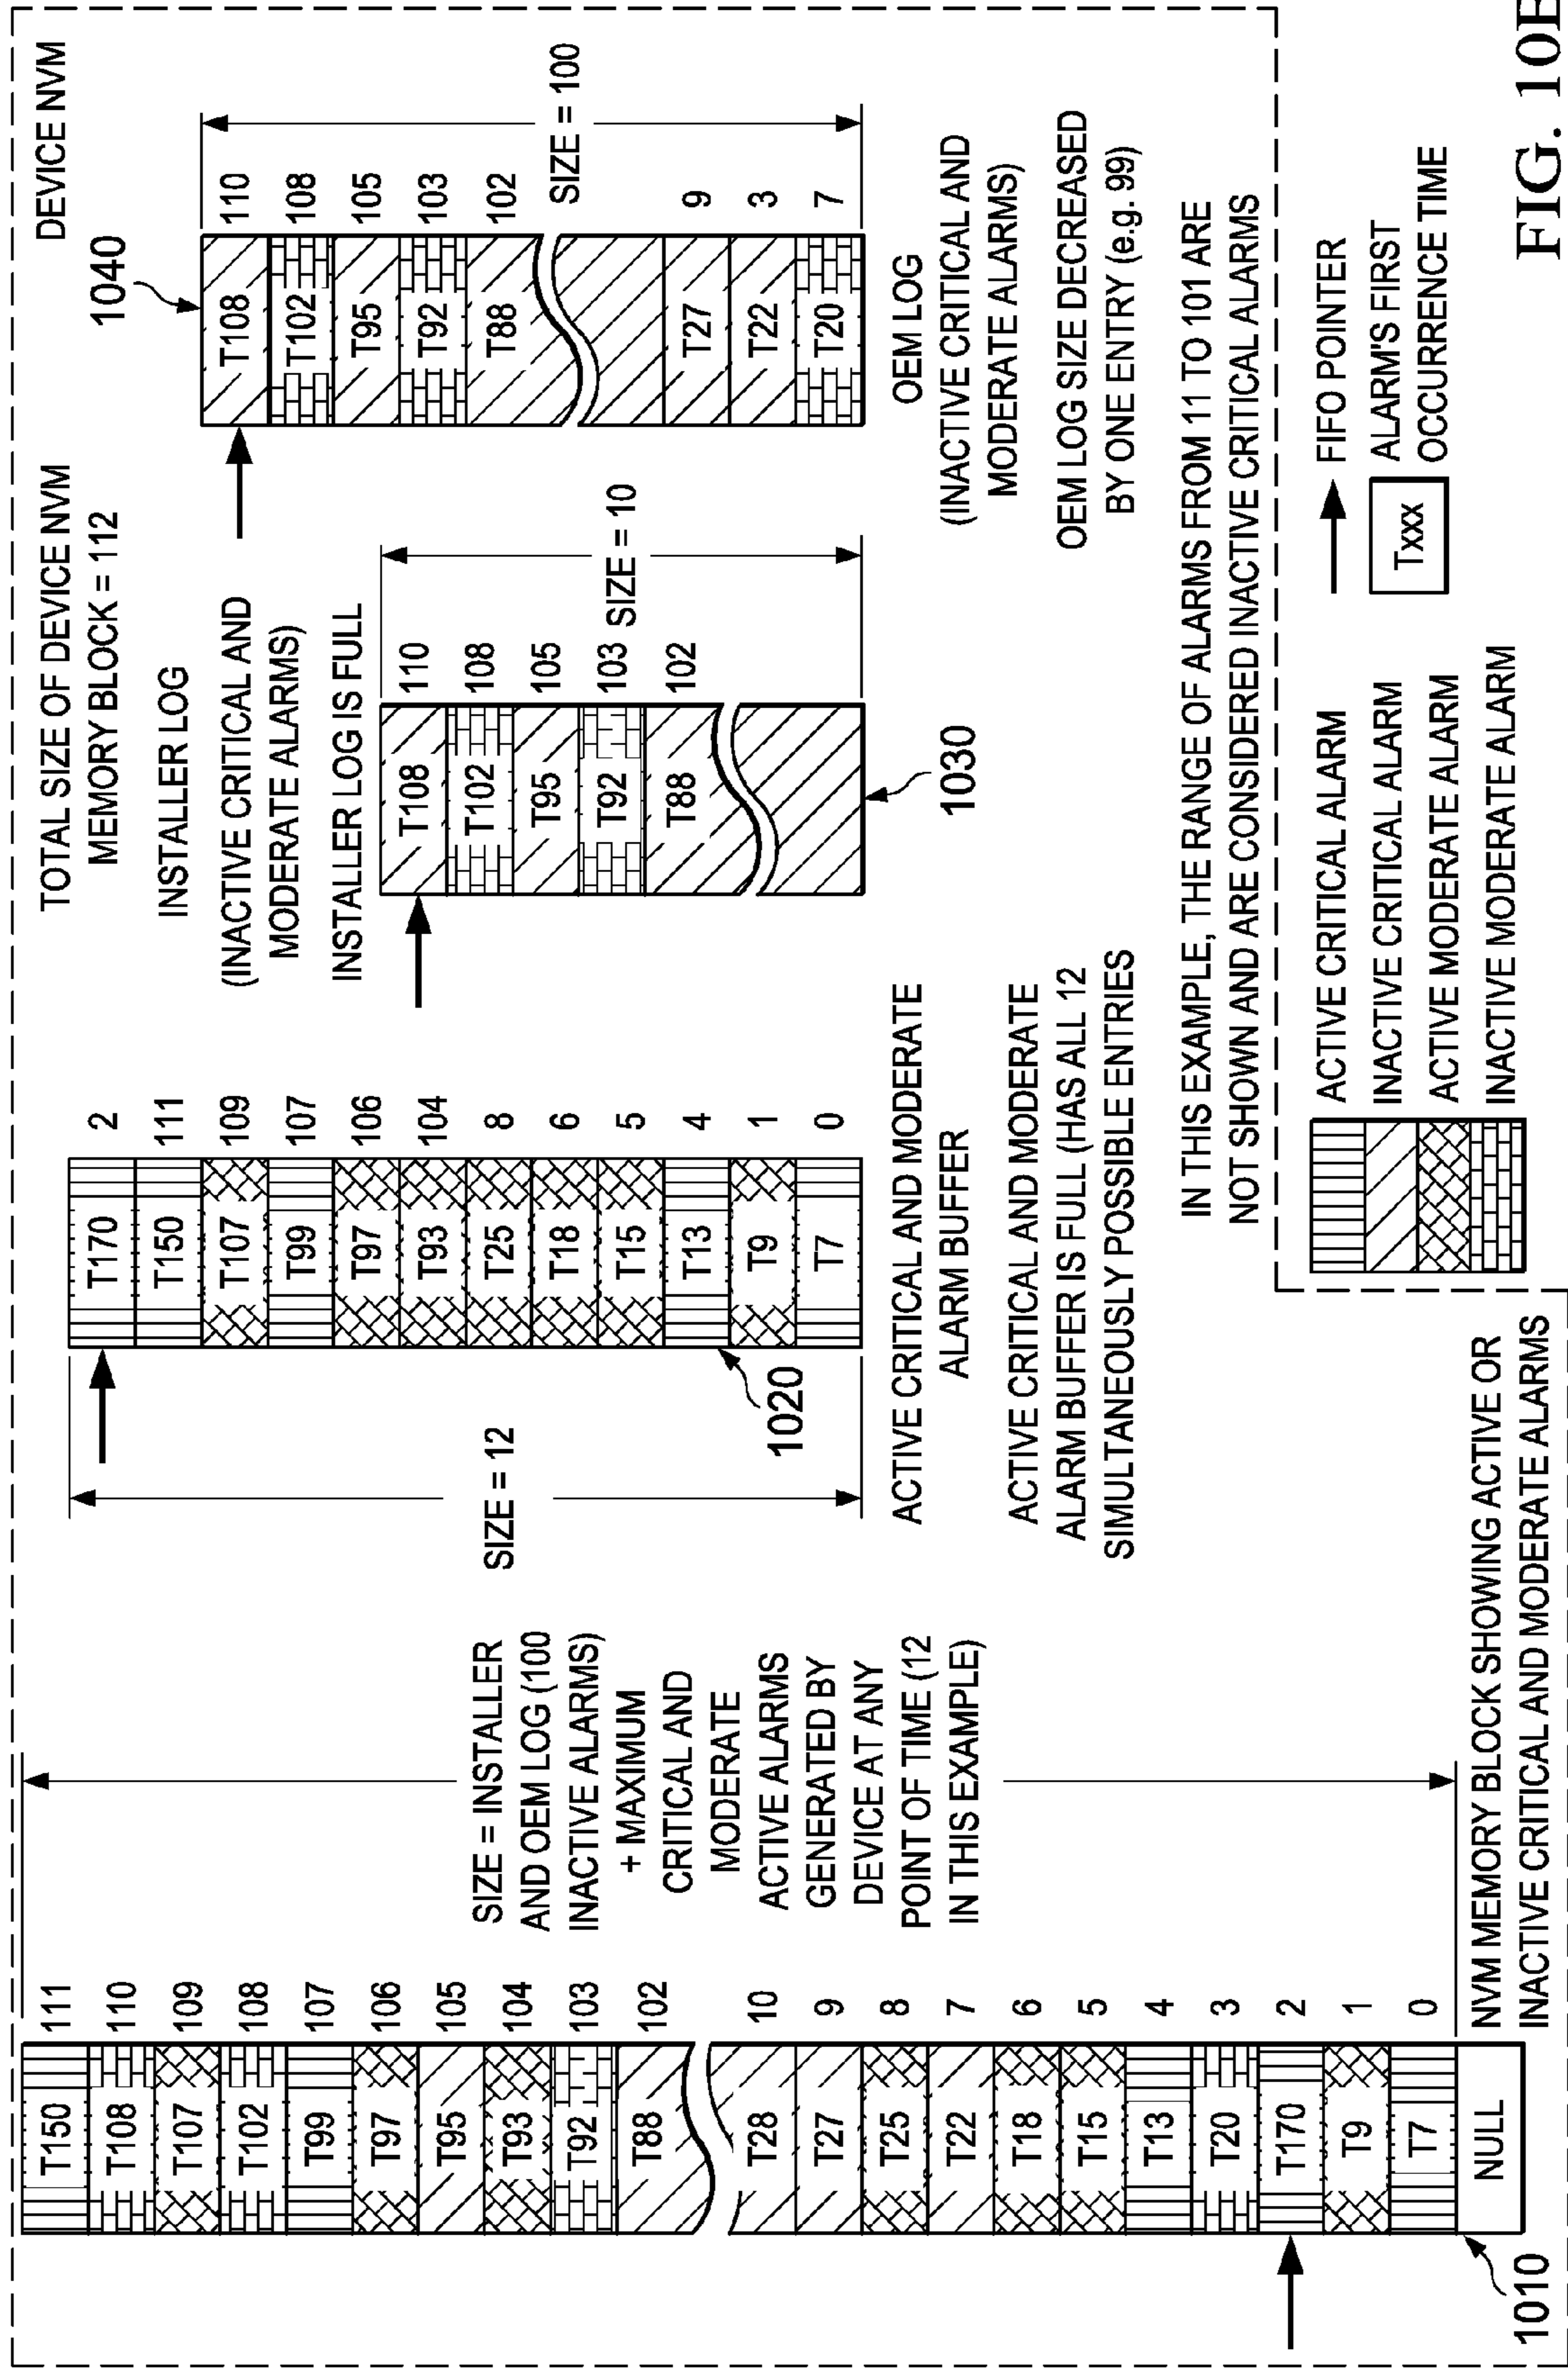 DEVICE NVM
TOTAL SIZE OF DEVICE NVM
MEMORY BLOCK = 112
T150 111
T108 110
T107 109
T102 108
T99 107
T97 106
T95 105
T93 104
T92 103
T88 102
T28 10
T27 9
T25 8
T22 7
T18 6
T15 5
T13 4
T20 3
T170 2
T9 1
T7 0
NULL
1010
NVM MEMORY BLOCK SHOWING ACTIVE OR
INACTIVE CRITICAL AND MODERATE ALARMS
SIZE = INSTALLER
AND OEM LOG (100
INACTIVE ALARMS)
+ MAXIMUM
CRITICAL AND
MODERATE
ACTIVE ALARMS
GENERATED BY
DEVICE AT ANY
POINT OF TIME (12
IN THIS EXAMPLE)
SIZE = 12
T170 2
T150 111
T107 109
T99 107
T97 106
T93 104
T25 8
T18 6
T15 5
T13 4
T9 1
T7 0
1020
ACTIVE CRITICAL AND MODERATE
ALARM BUFFER
ACTIVE CRITICAL AND MODERATE
ALARM BUFFER IS FULL (HAS ALL 12
SIMULTANEOUSLY POSSIBLE ENTRIES
INSTALLER LOG
(INACTIVE CRITICAL AND
MODERATE ALARMS)
INSTALLER LOG IS FULL
T108 110
T102 108
T95 105
T92 103
T88 102
SIZE = 10
1030
1040
T108 110
T102 108
T95 105
T92 103
T88 102
SIZE = 100
T27 9
T22 3
T20 7
OEM LOG
(INACTIVE CRITICAL AND
MODERATE ALARMS)
OEM LOG SIZE DECREASED
BY ONE ENTRY (e.g. 99)
IN THIS EXAMPLE, THE RANGE OF ALARMS FROM 11 TO 101 ARE
NOT SHOWN AND ARE CONSIDERED INACTIVE CRITICAL ALARMS
ACTIVE CRITICAL ALARM
INACTIVE CRITICAL ALARM
ACTIVE MODERATE ALARM
INACTIVE MODERATE ALARM
FIFO POINTER
Txxx
ALARM'S FIRST
OCCURRENCE TIME
FIG. 10E